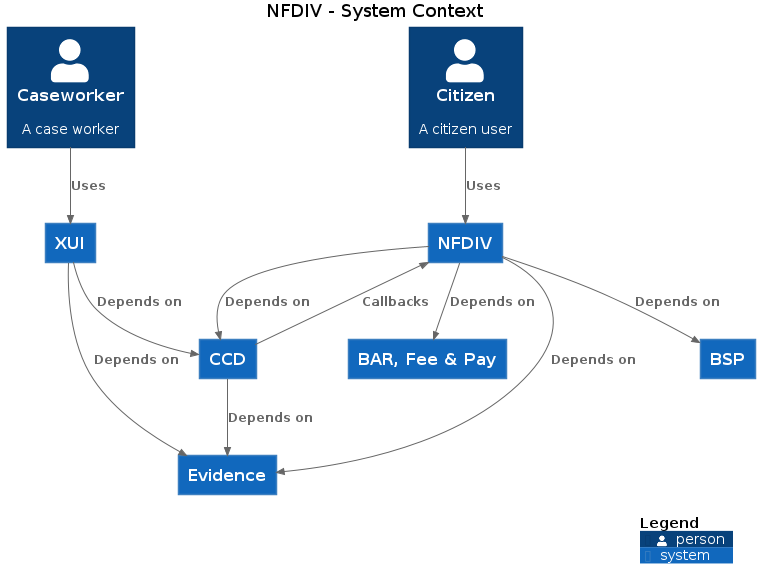 NFDIV - System Context
Caseworker
A case worker
Citizen
A citizen user
Uses
Uses
XUI
NFDIV
Depends on
Depends on
Callbacks
Depends on
Depends on
Depends on
Depends on
CCD
BAR, Fee & Pay
BSP
Depends on
Evidence
Legend
person
system